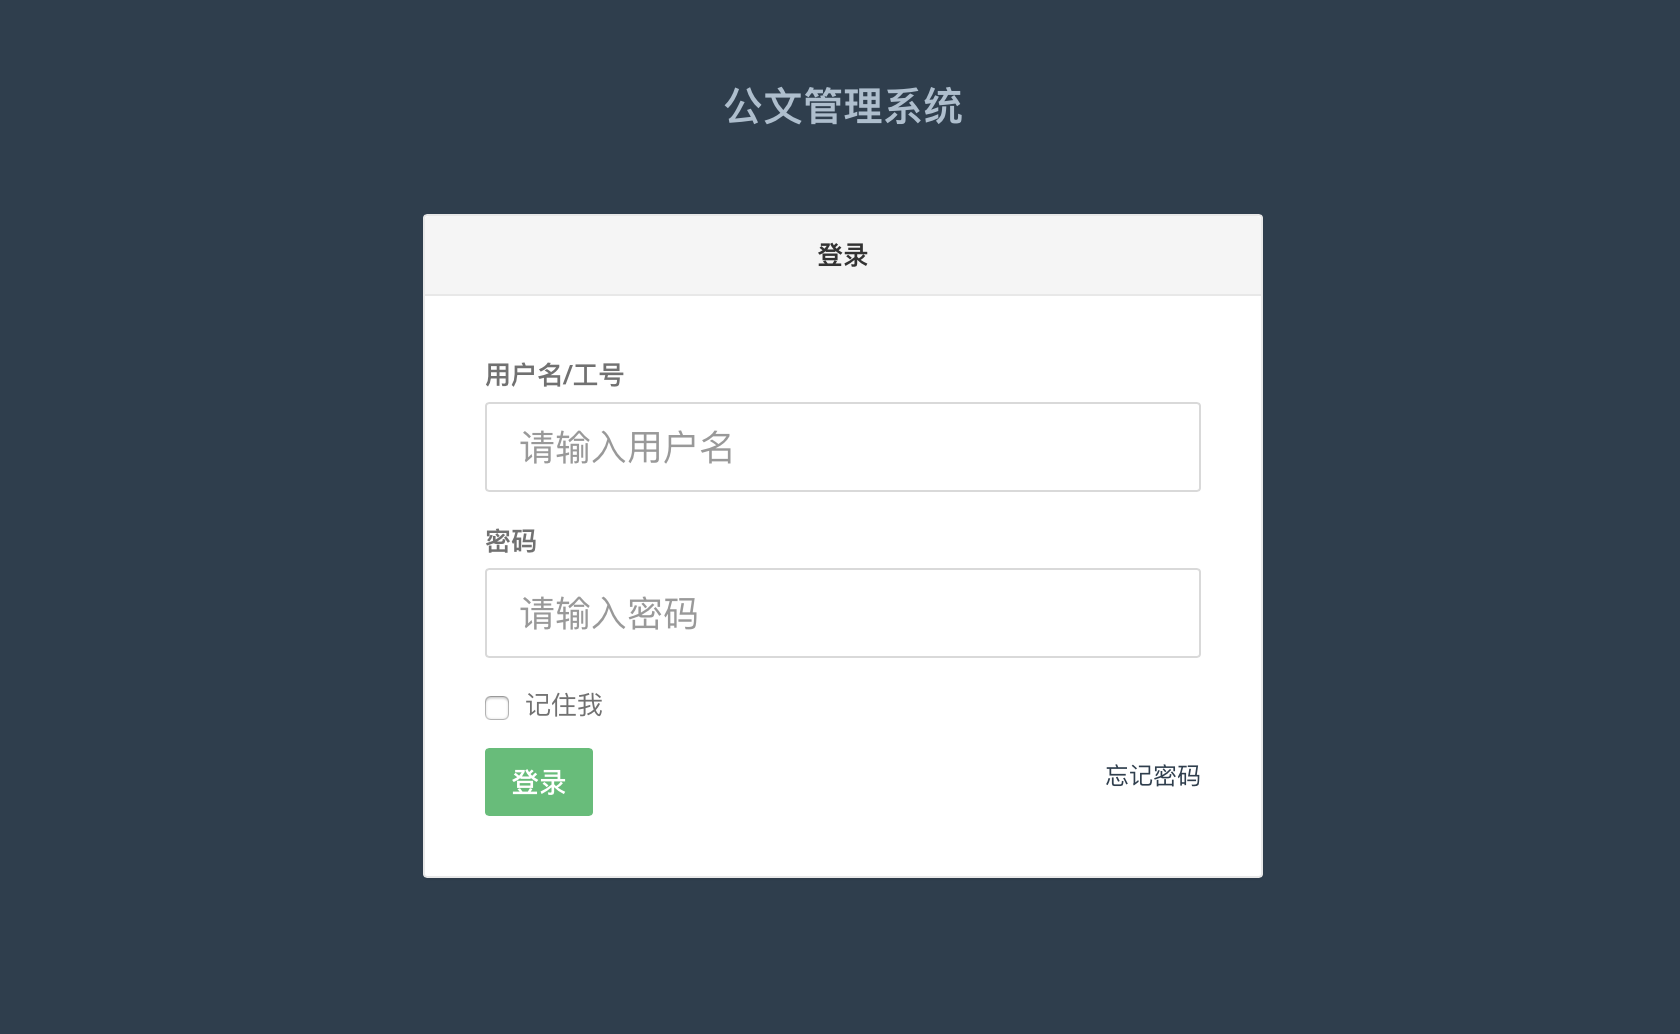 公文管理系统
登录
用户名/工号
请输入用户名
密码
请输入密码
记住我
登录
忘记密码